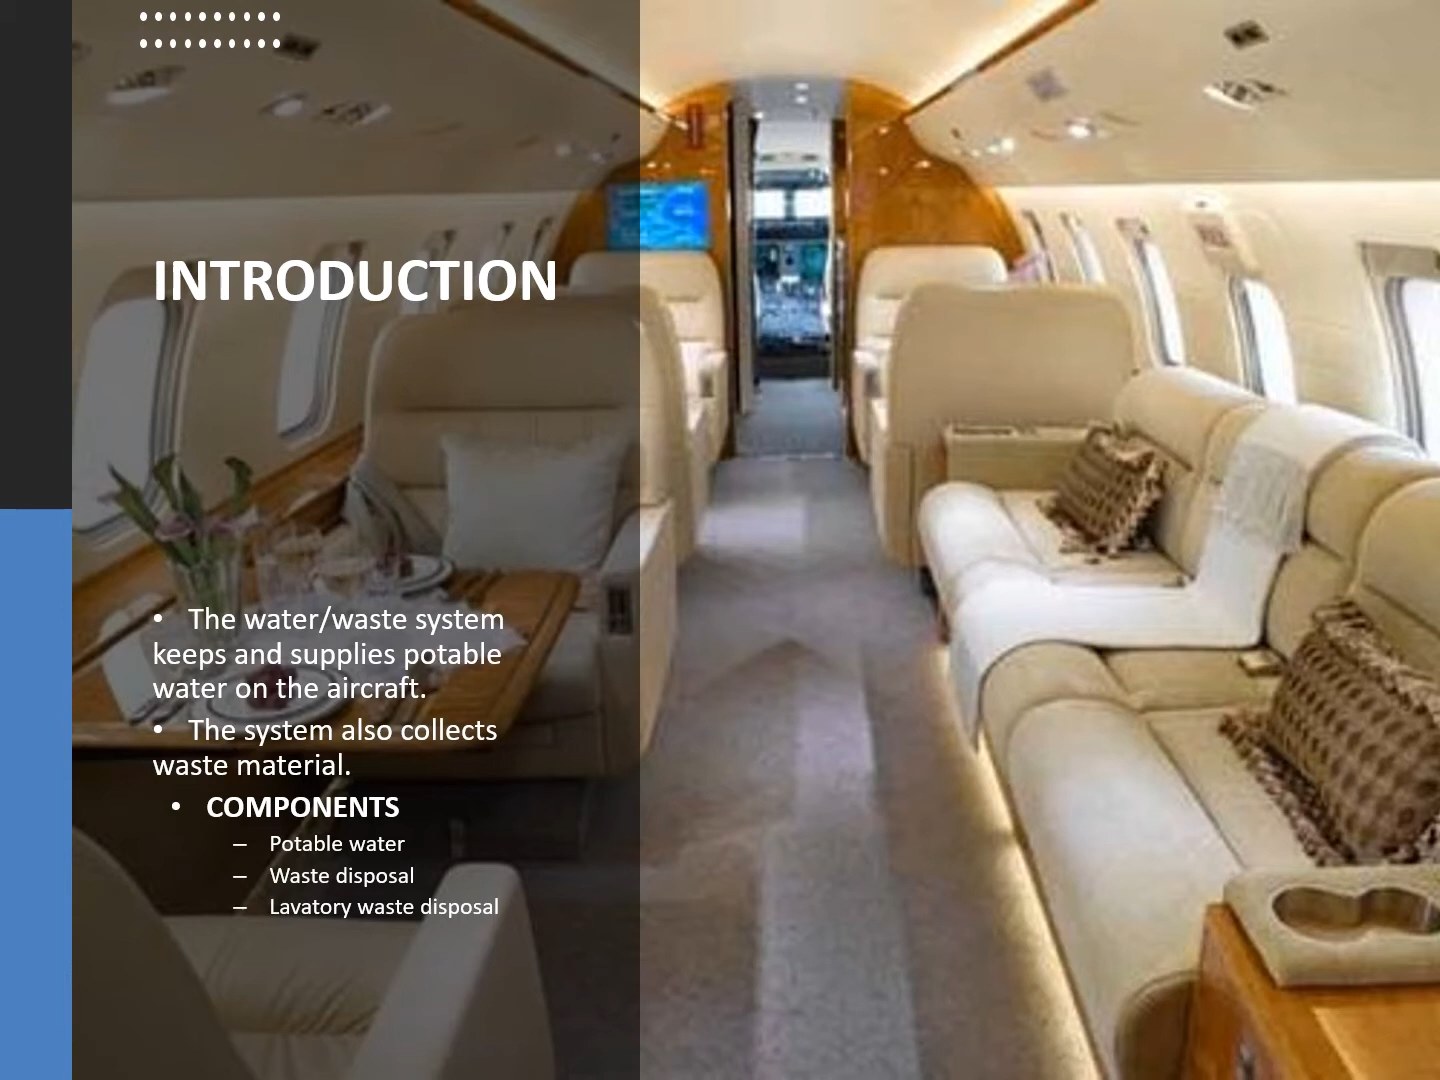 INTRODUCTION
• The water/waste system
keeps and supplies potable
water on the aircraft.
• The system also collects
waste material.
• COMPONENTS
– Potable water
– Waste disposal
– Lavatory waste disposal